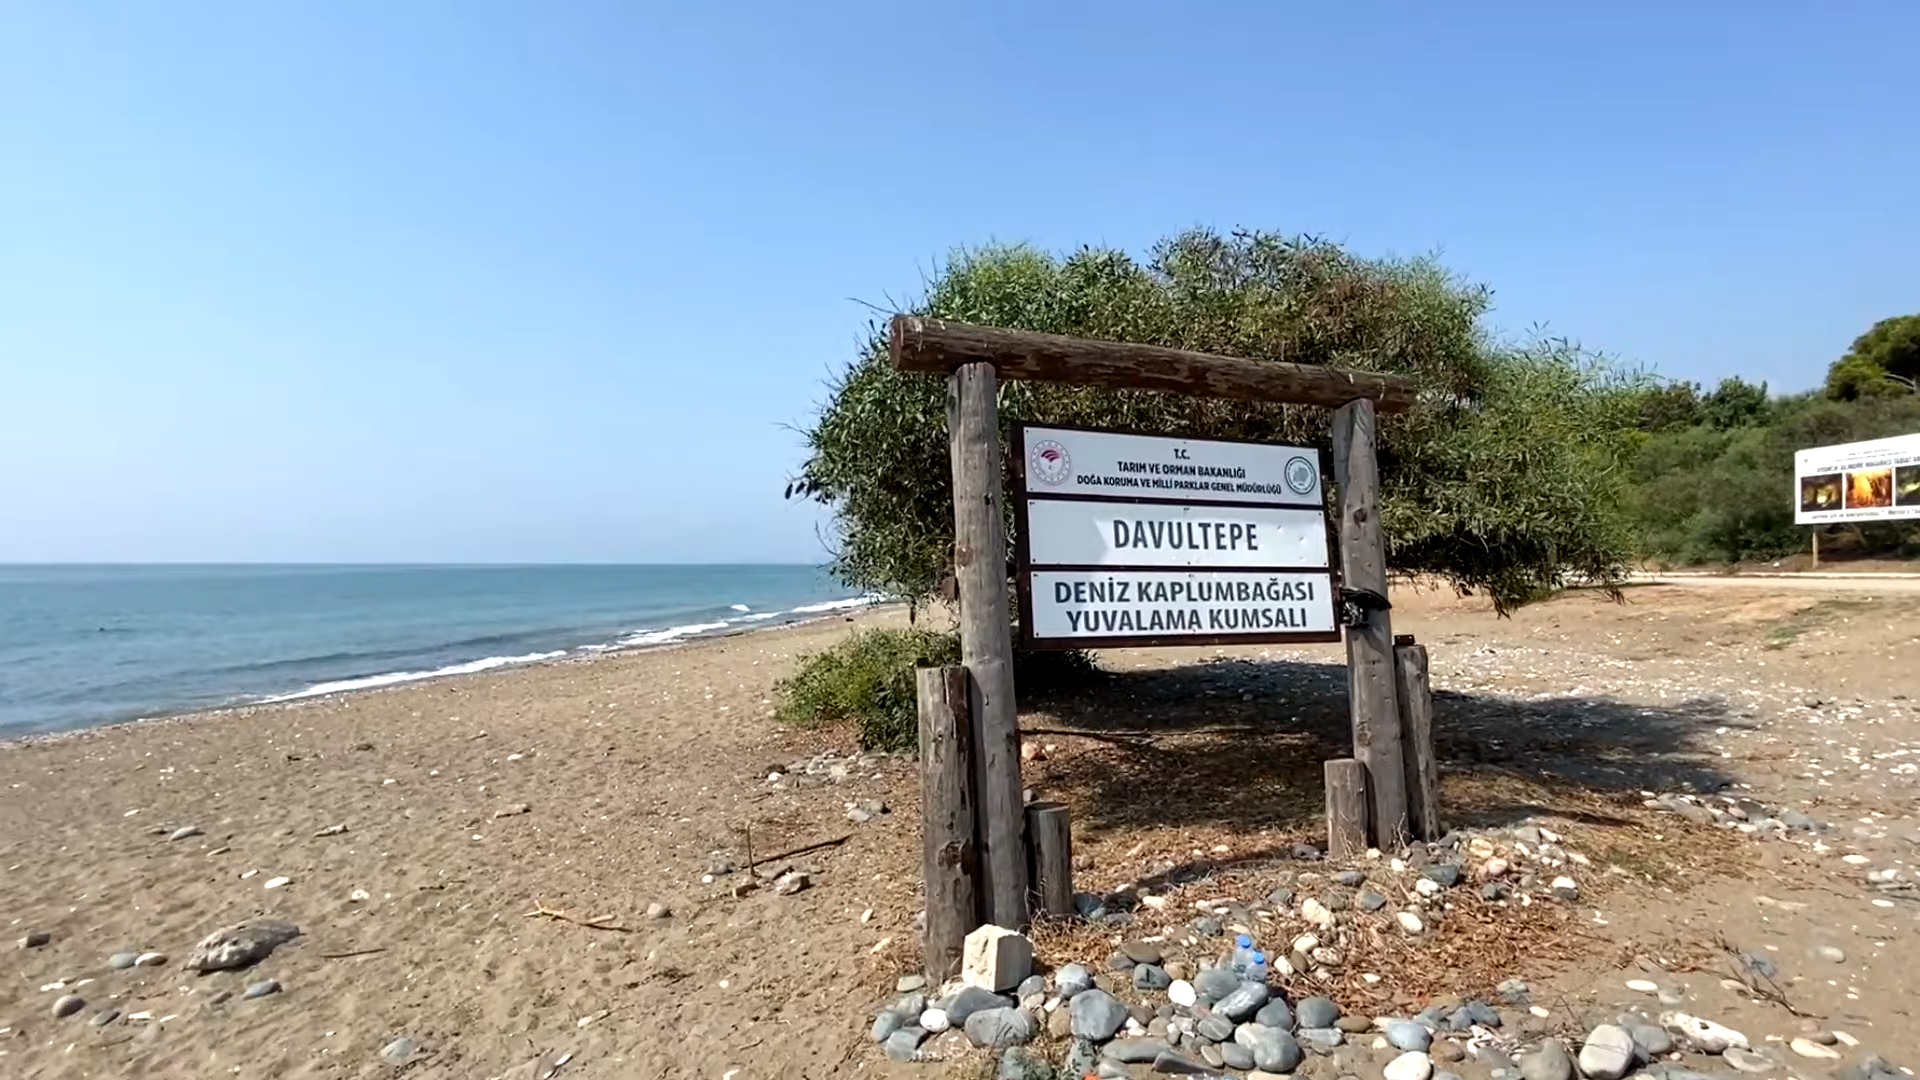 T.C.
TARIM VE ORMAN BAKANLIĞI
DOĞA KORUMA VE MİLLİ PARKLAR GENEL MÜDÜRLÜĞÜ
DAVULTEPE
DENİZ KAPLUMBAĞASI
YUVALAMA KUMSALI